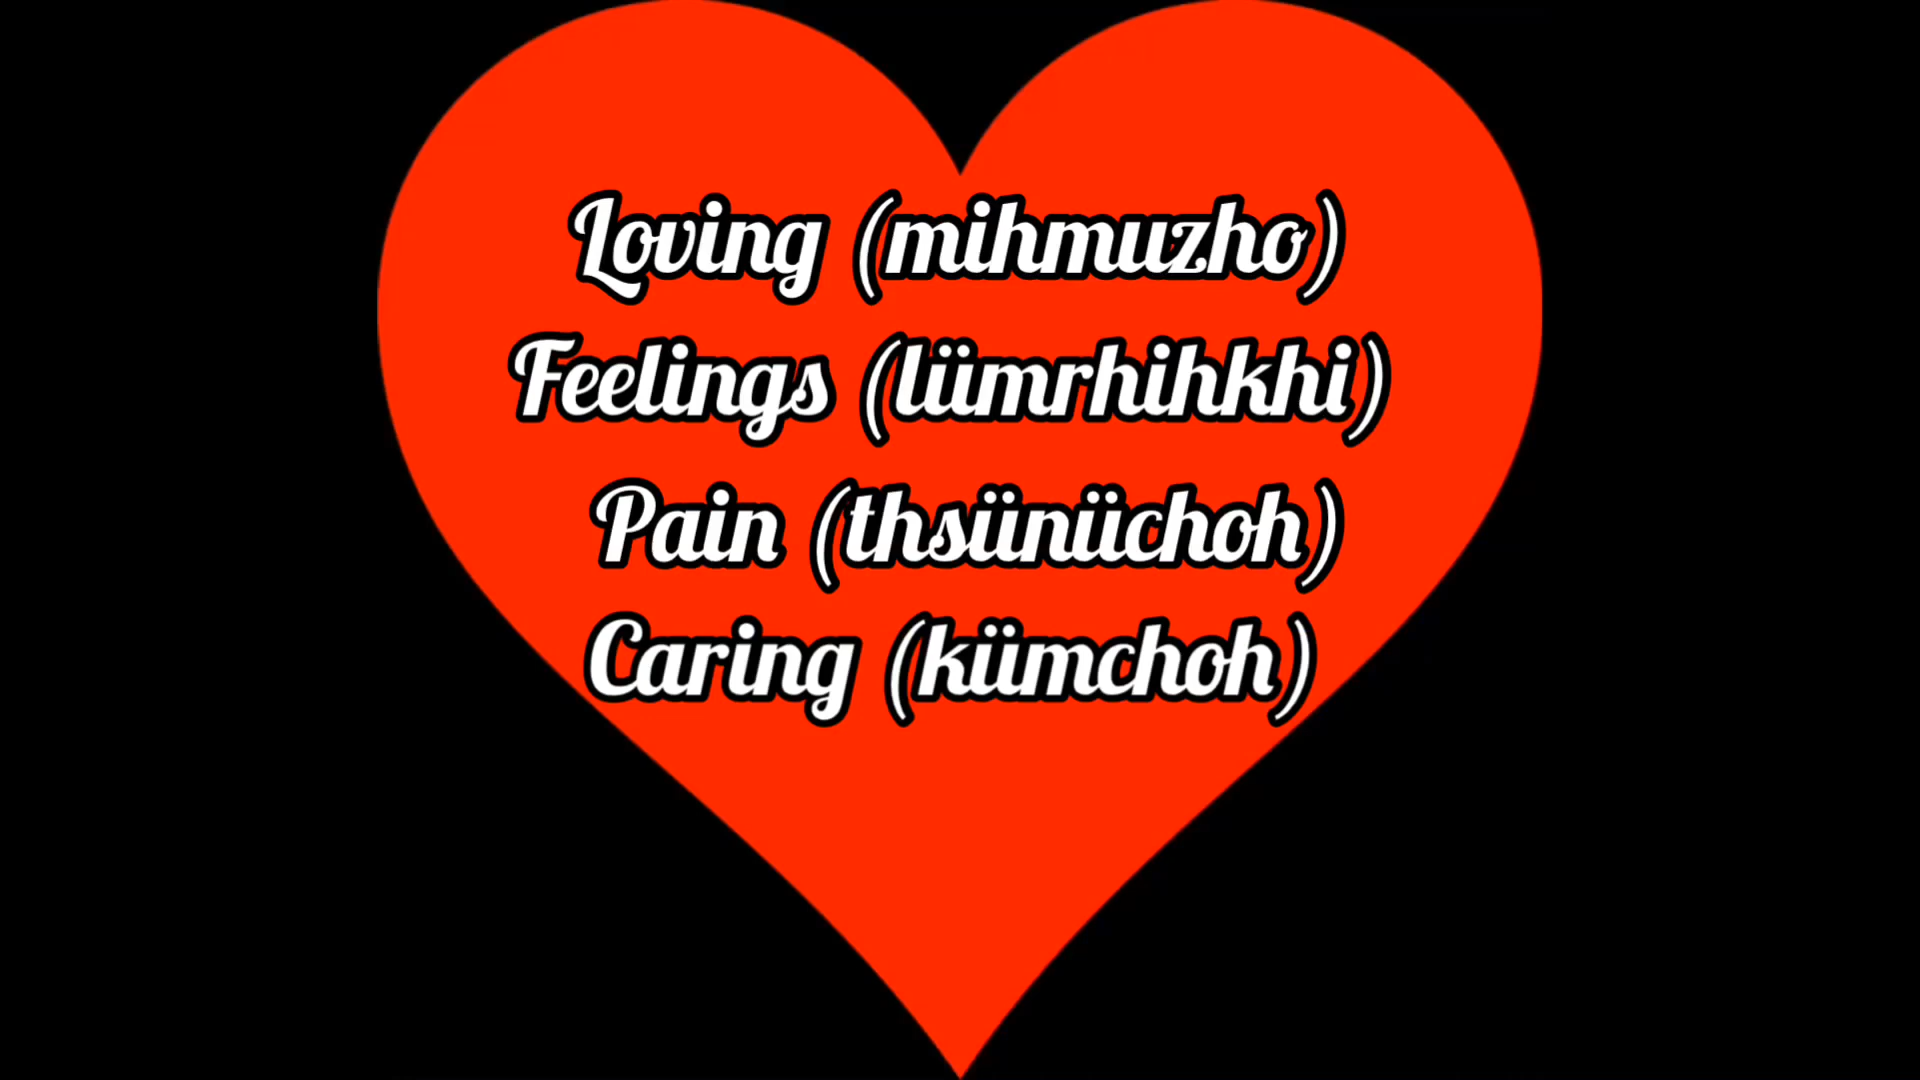 Loving (mihmuzho)
Feelings (lümrhihkhi)
Pain (thsünüchoh)
Caring (kümchoh)